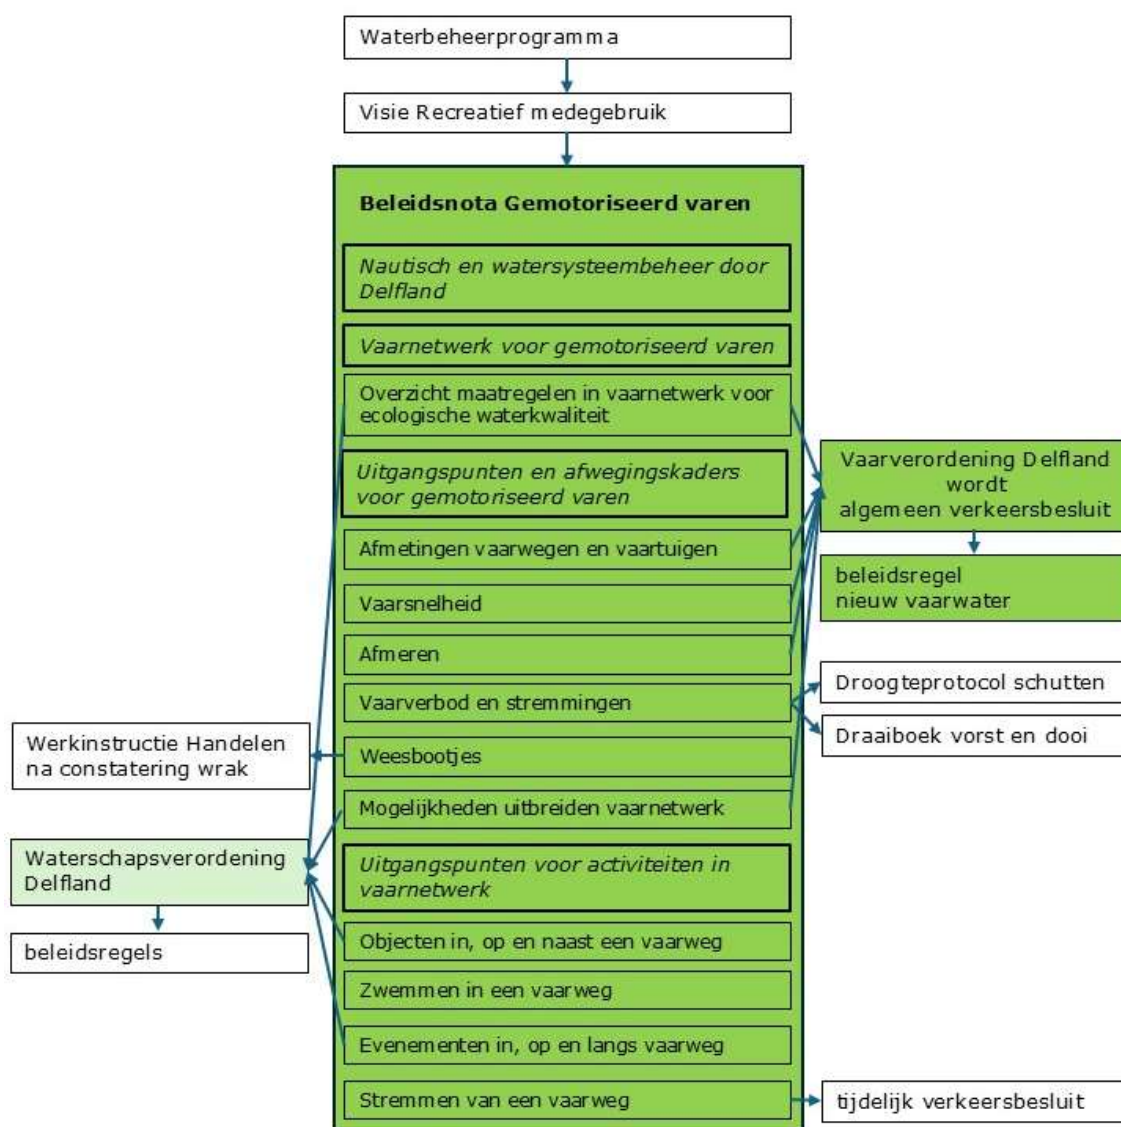 Waterbeheerprogramma
Visie Recreatief medegebruik
Beleidsnota Gemotoriseerd varen
Nautisch en watersysteembeheer door
Delfland
Vaarnetwerk voor gemotoriseerd varen
Overzicht maatregelen in vaarnetwerk voor
ecologische waterkwaliteit
Uitgangspunten en afwegingskaders
voor gemotoriseerd varen
Afmetingen vaarwegen en vaartuigen
Vaarsnelheid
Afmeren
Vaarverbod en stremmingen
Weesbootjes
Mogelijkheden uitbreiden vaarnetwerk
Uitgangspunten voor activiteiten in
vaarnetwerk
Objecten in, op en naast een vaarweg
Zwemmen in een vaarweg
Evenementen in, op en langs vaarweg
Stremmen van een vaarweg
Vaarverordening Delfland
wordt
algemeen verkeersbesluit
beleidsregel
nieuw vaarwater
Droogteprotocol schutten
Draaiboek vorst en dooi
tijdelijk verkeersbesluit
Werkinstructie Handelen
na constatering wrak
Waterschapsverordening
Delfland
beleidsregels